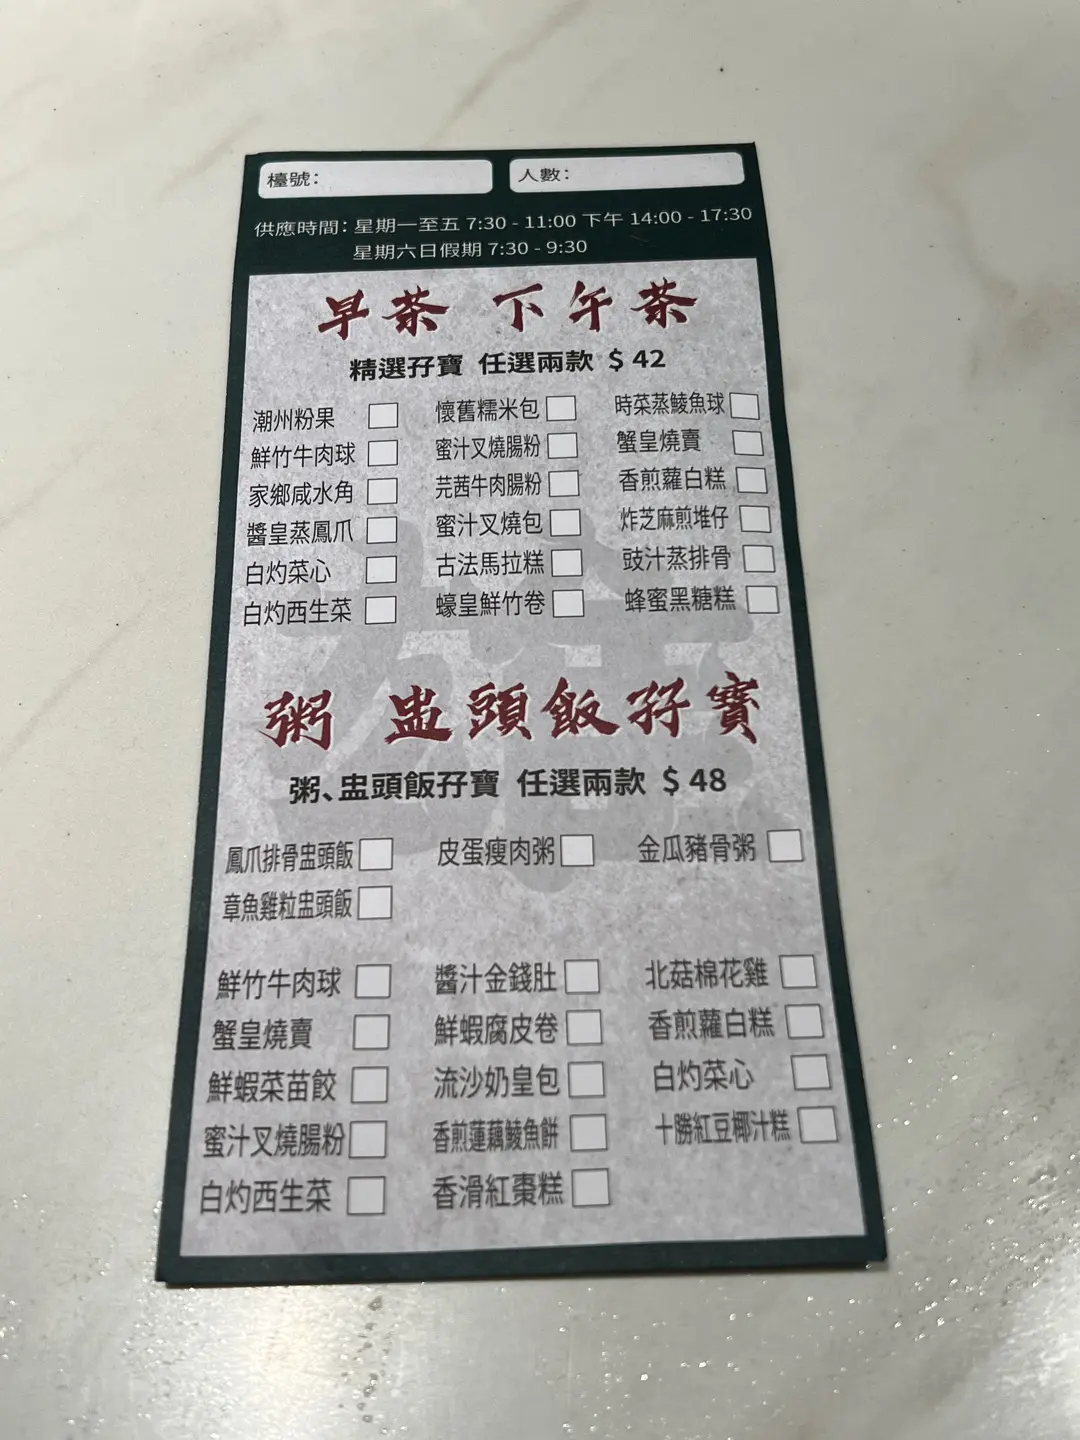 檯號：　人數：
供應時間：星期一至五 7:30 - 11:00 下午 14:00 - 17:30
星期六日假期 7:30 - 9:30
早茶　下午茶
精選孖寶 任選兩款 $ 42
潮州粉果　懷舊糯米包　時菜蒸鯪魚球
鮮竹牛肉球　蜜汁叉燒腸粉　蟹皇燒賣
家鄉咸水角　芫茜牛肉腸粉　香煎蘿白糕
醬皇蒸鳳爪　蜜汁叉燒包　炸芝麻煎堆仔
白灼菜心　古法馬拉糕　豉汁蒸排骨
白灼西生菜　蠔皇鮮竹卷　蜂蜜黑糖糕
粥　盅頭飯孖寶
粥、盅頭飯孖寶 任選兩款 $ 48
鳳爪排骨盅頭飯　皮蛋瘦肉粥　金瓜豬骨粥
章魚雞粒盅頭飯
鮮竹牛肉球　醬汁金錢肚　北菇棉花雞
蟹皇燒賣　鮮蝦腐皮卷　香煎蘿白糕
鮮蝦菜苗餃　流沙奶皇包　白灼菜心
蜜汁叉燒腸粉　香煎蓮藕鯪魚餅　十勝紅豆椰汁糕
白灼西生菜　香滑紅棗糕